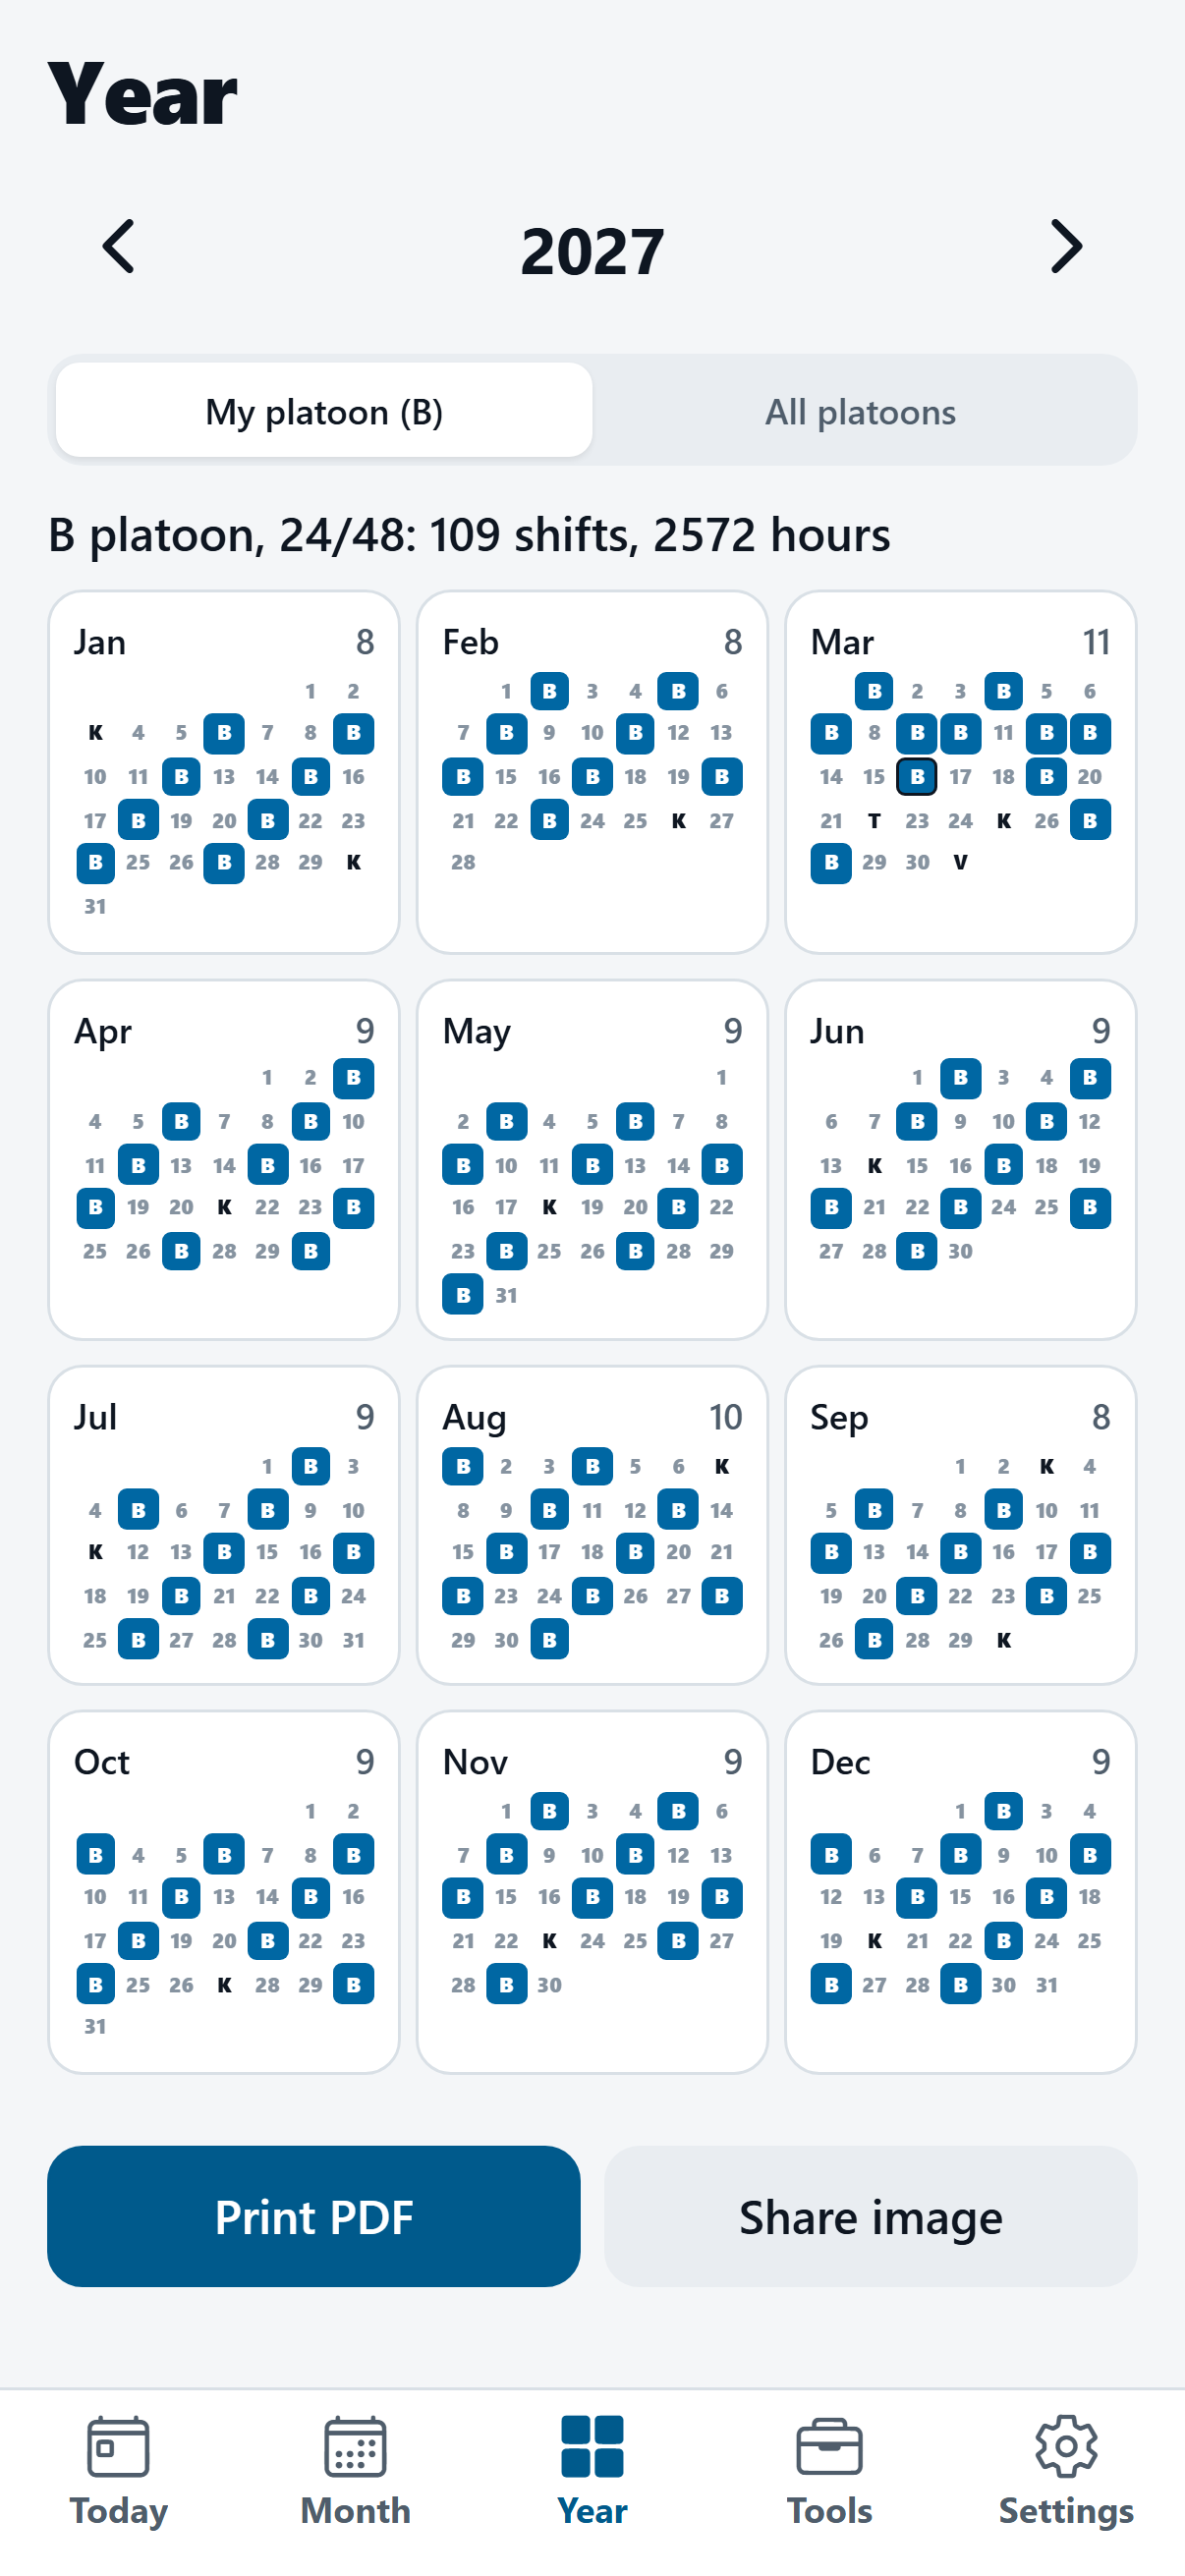 Year
2027
My platoon (B)
All platoons
B platoon, 24/48: 109 shifts, 2572 hours
Jan 8
1 2
K 4 5 B 7 8 B
10 11 B 13 14 B 16
17 B 19 20 B 22 23
B 25 26 B 28 29 K
31
Feb 8
1 B 3 4 B 6
7 B 9 10 B 12 13
B 15 16 B 18 19 B
21 22 B 24 25 K 27
28
Mar 11
B 2 3 B 5 6
B 8 B B 11 B B
14 15 B 17 18 B 20
21 T 23 24 K 26 B
B 29 30 V
Apr 9
1 2 B
4 5 B 7 8 B 10
11 B 13 14 B 16 17
B 19 20 K 22 23 B
25 26 B 28 29 B
May 9
1
2 B 4 5 B 7 8
B 10 11 B 13 14 B
16 17 K 19 20 B 22
23 B 25 26 B 28 29
B 31
Jun 9
1 B 3 4 B
6 7 B 9 10 B 12
13 K 15 16 B 18 19
B 21 22 B 24 25 B
27 28 B 30
Jul 9
1 B 3
4 B 6 7 B 9 10
K 12 13 B 15 16 B
18 19 B 21 22 B 24
25 B 27 28 B 30 31
Aug 10
B 2 3 B 5 6 K
8 9 B 11 12 B 14
15 B 17 18 B 20 21
B 23 24 B 26 27 B
29 30 B
Sep 8
1 2 K 4
5 B 7 8 B 10 11
B 13 14 B 16 17 B
19 20 B 22 23 B 25
26 B 28 29 K
Oct 9
1 2
B 4 5 B 7 8 B
10 11 B 13 14 B 16
17 B 19 20 B 22 23
B 25 26 K 28 29 B
31
Nov 9
1 B 3 4 B 6
7 B 9 10 B 12 13
B 15 16 B 18 19 B
21 22 K 24 25 B 27
28 B 30
Dec 9
1 B 3 4
B 6 7 B 9 10 B
12 13 B 15 16 B 18
19 K 21 22 B 24 25
B 27 28 B 30 31
Print PDF
Share image
Today
Month
Year
Tools
Settings